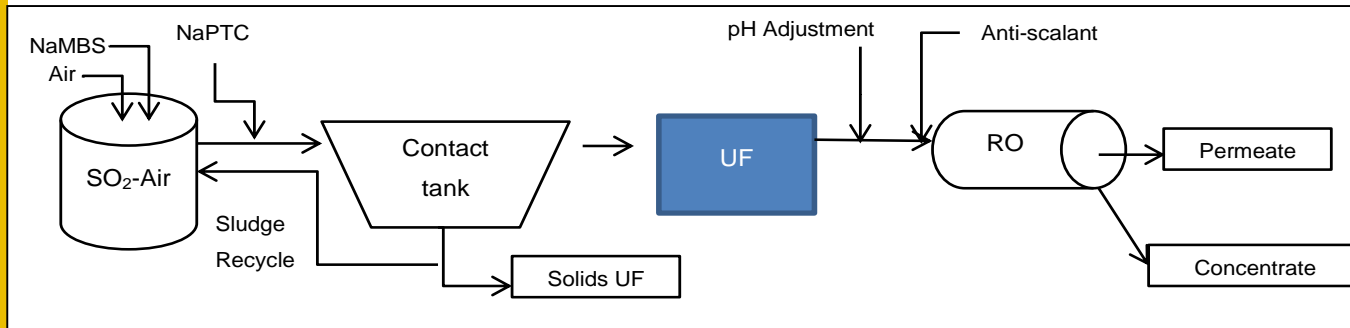 NaMBS
Air
NaPTC
pH Adjustment
Anti-scalant
SO₂-Air
Contact
tank
UF
RO
Permeate
Sludge
Recycle
Solids UF
Concentrate